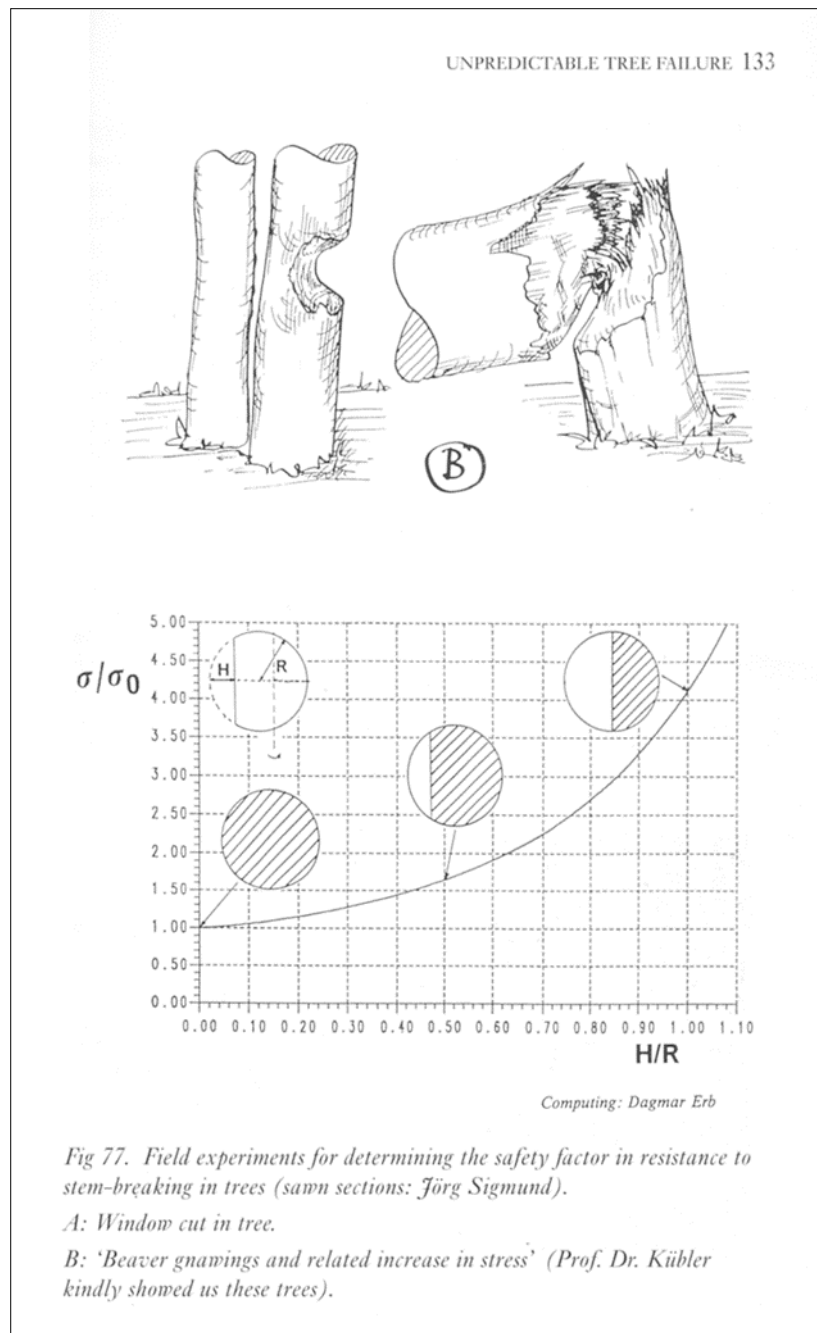 UNPREDICTABLE TREE FAILURE 133
B
σ/σ0
5.00
4.50
4.00
3.50
3.00
2.50
2.00
1.50
1.00
0.50
0.00
H
R
0.00 0.10 0.20 0.30 0.40 0.50 0.60 0.70 0.80 0.90 1.00 1.10
H/R
Computing: Dagmar Erb
Fig 77. Field experiments for determining the safety factor in resistance to
stem-breaking in trees (sawn sections: Jörg Sigmund).
A: Window cut in tree.
B: ‘Beaver gnawings and related increase in stress’ (Prof. Dr. Kübler
kindly showed us these trees).